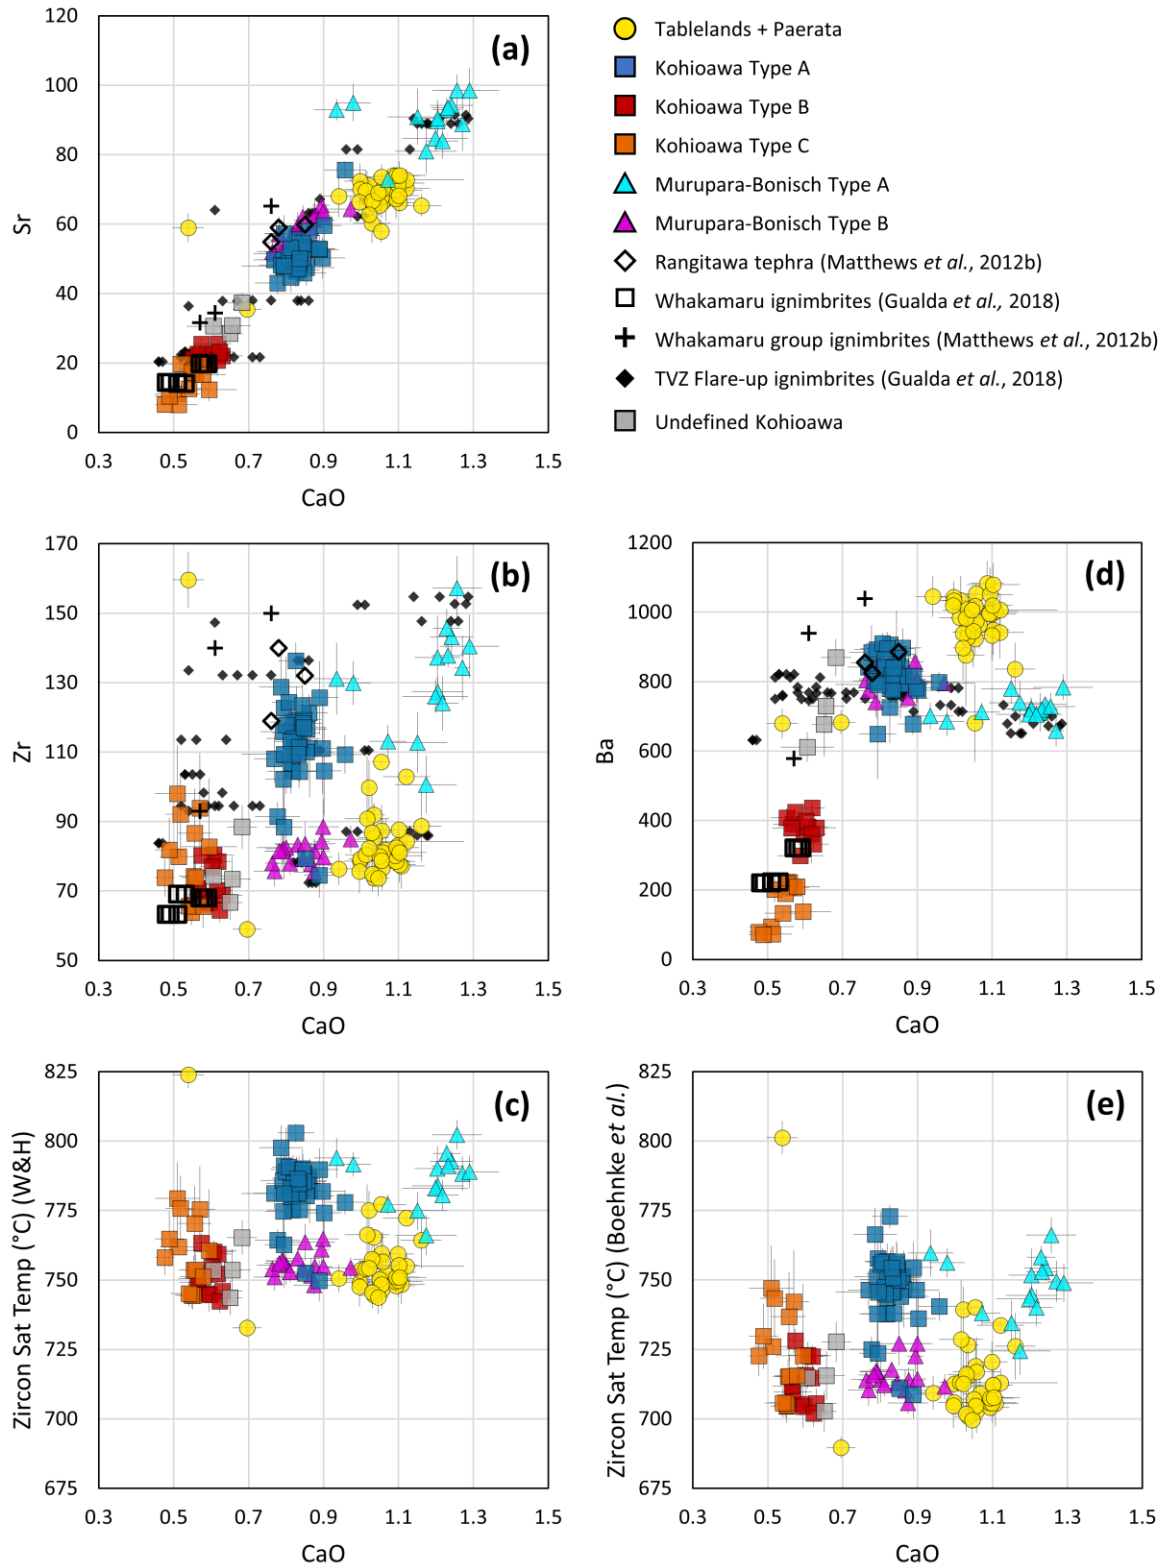 120
100
80
60
40
20
0
Sr
(a)
0.3 0.5 0.7 0.9 1.1 1.3 1.5
CaO
Tablelands + Paerata
Kohioawa Type A
Kohioawa Type B
Kohioawa Type C
Murupara-Bonisch Type A
Murupara-Bonisch Type B
Rangitawa tephra (Matthews et al., 2012b)
Whakamaru ignimbrites (Gualda et al., 2018)
Whakamaru group ignimbrites (Matthews et al., 2012b)
TVZ Flare-up ignimbrites (Gualda et al., 2018)
Undefined Kohioawa
170
150
130
110
90
70
50
Zr
(b)
0.3 0.5 0.7 0.9 1.1 1.3 1.5
CaO
1200
1000
800
600
400
200
0
Ba
(d)
0.3 0.5 0.7 0.9 1.1 1.3 1.5
CaO
825
800
775
750
725
700
675
Zircon Sat Temp (°C) (W&H)
(c)
0.3 0.5 0.7 0.9 1.1 1.3 1.5
CaO
825
800
775
750
725
700
675
Zircon Sat Temp (°C) (Boehnke et al.)
(e)
0.3 0.5 0.7 0.9 1.1 1.3 1.5
CaO